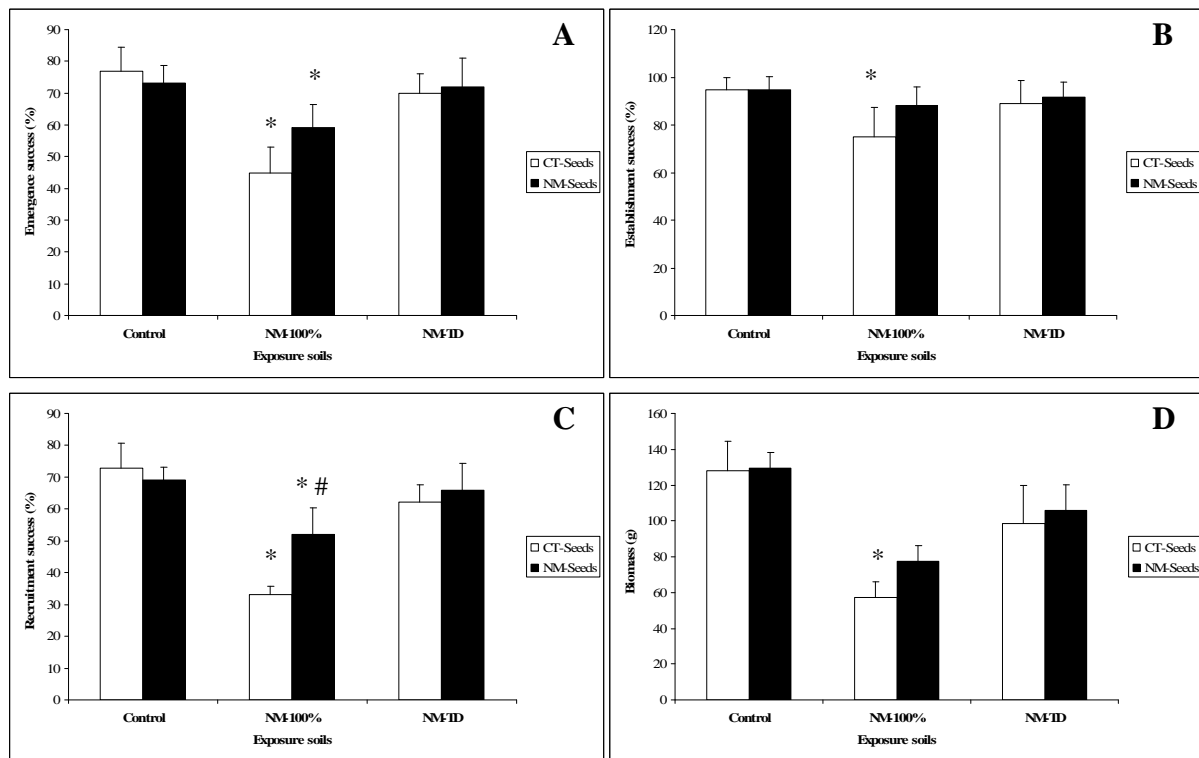 A
Emergence success (%)
90
80
70
60
50
40
30
20
10
0
*
*
Control
NM-100%
NM-TD
Exposure soils
CT-Seeds
NM-Seeds
B
Establishment success (%)
120
100
80
60
40
20
0
*
Control
NM-100%
NM-TD
Exposure soils
CT-Seeds
NM-Seeds
C
Recruitment success (%)
90
80
70
60
50
40
30
20
10
0
*
* #
Control
NM-100%
NM-TD
Exposure soils
CT-Seeds
NM-Seeds
D
Biomass (g)
160
140
120
100
80
60
40
20
0
*
Control
NM-100%
NM-TD
Exposure soils
CT-Seeds
NM-Seeds